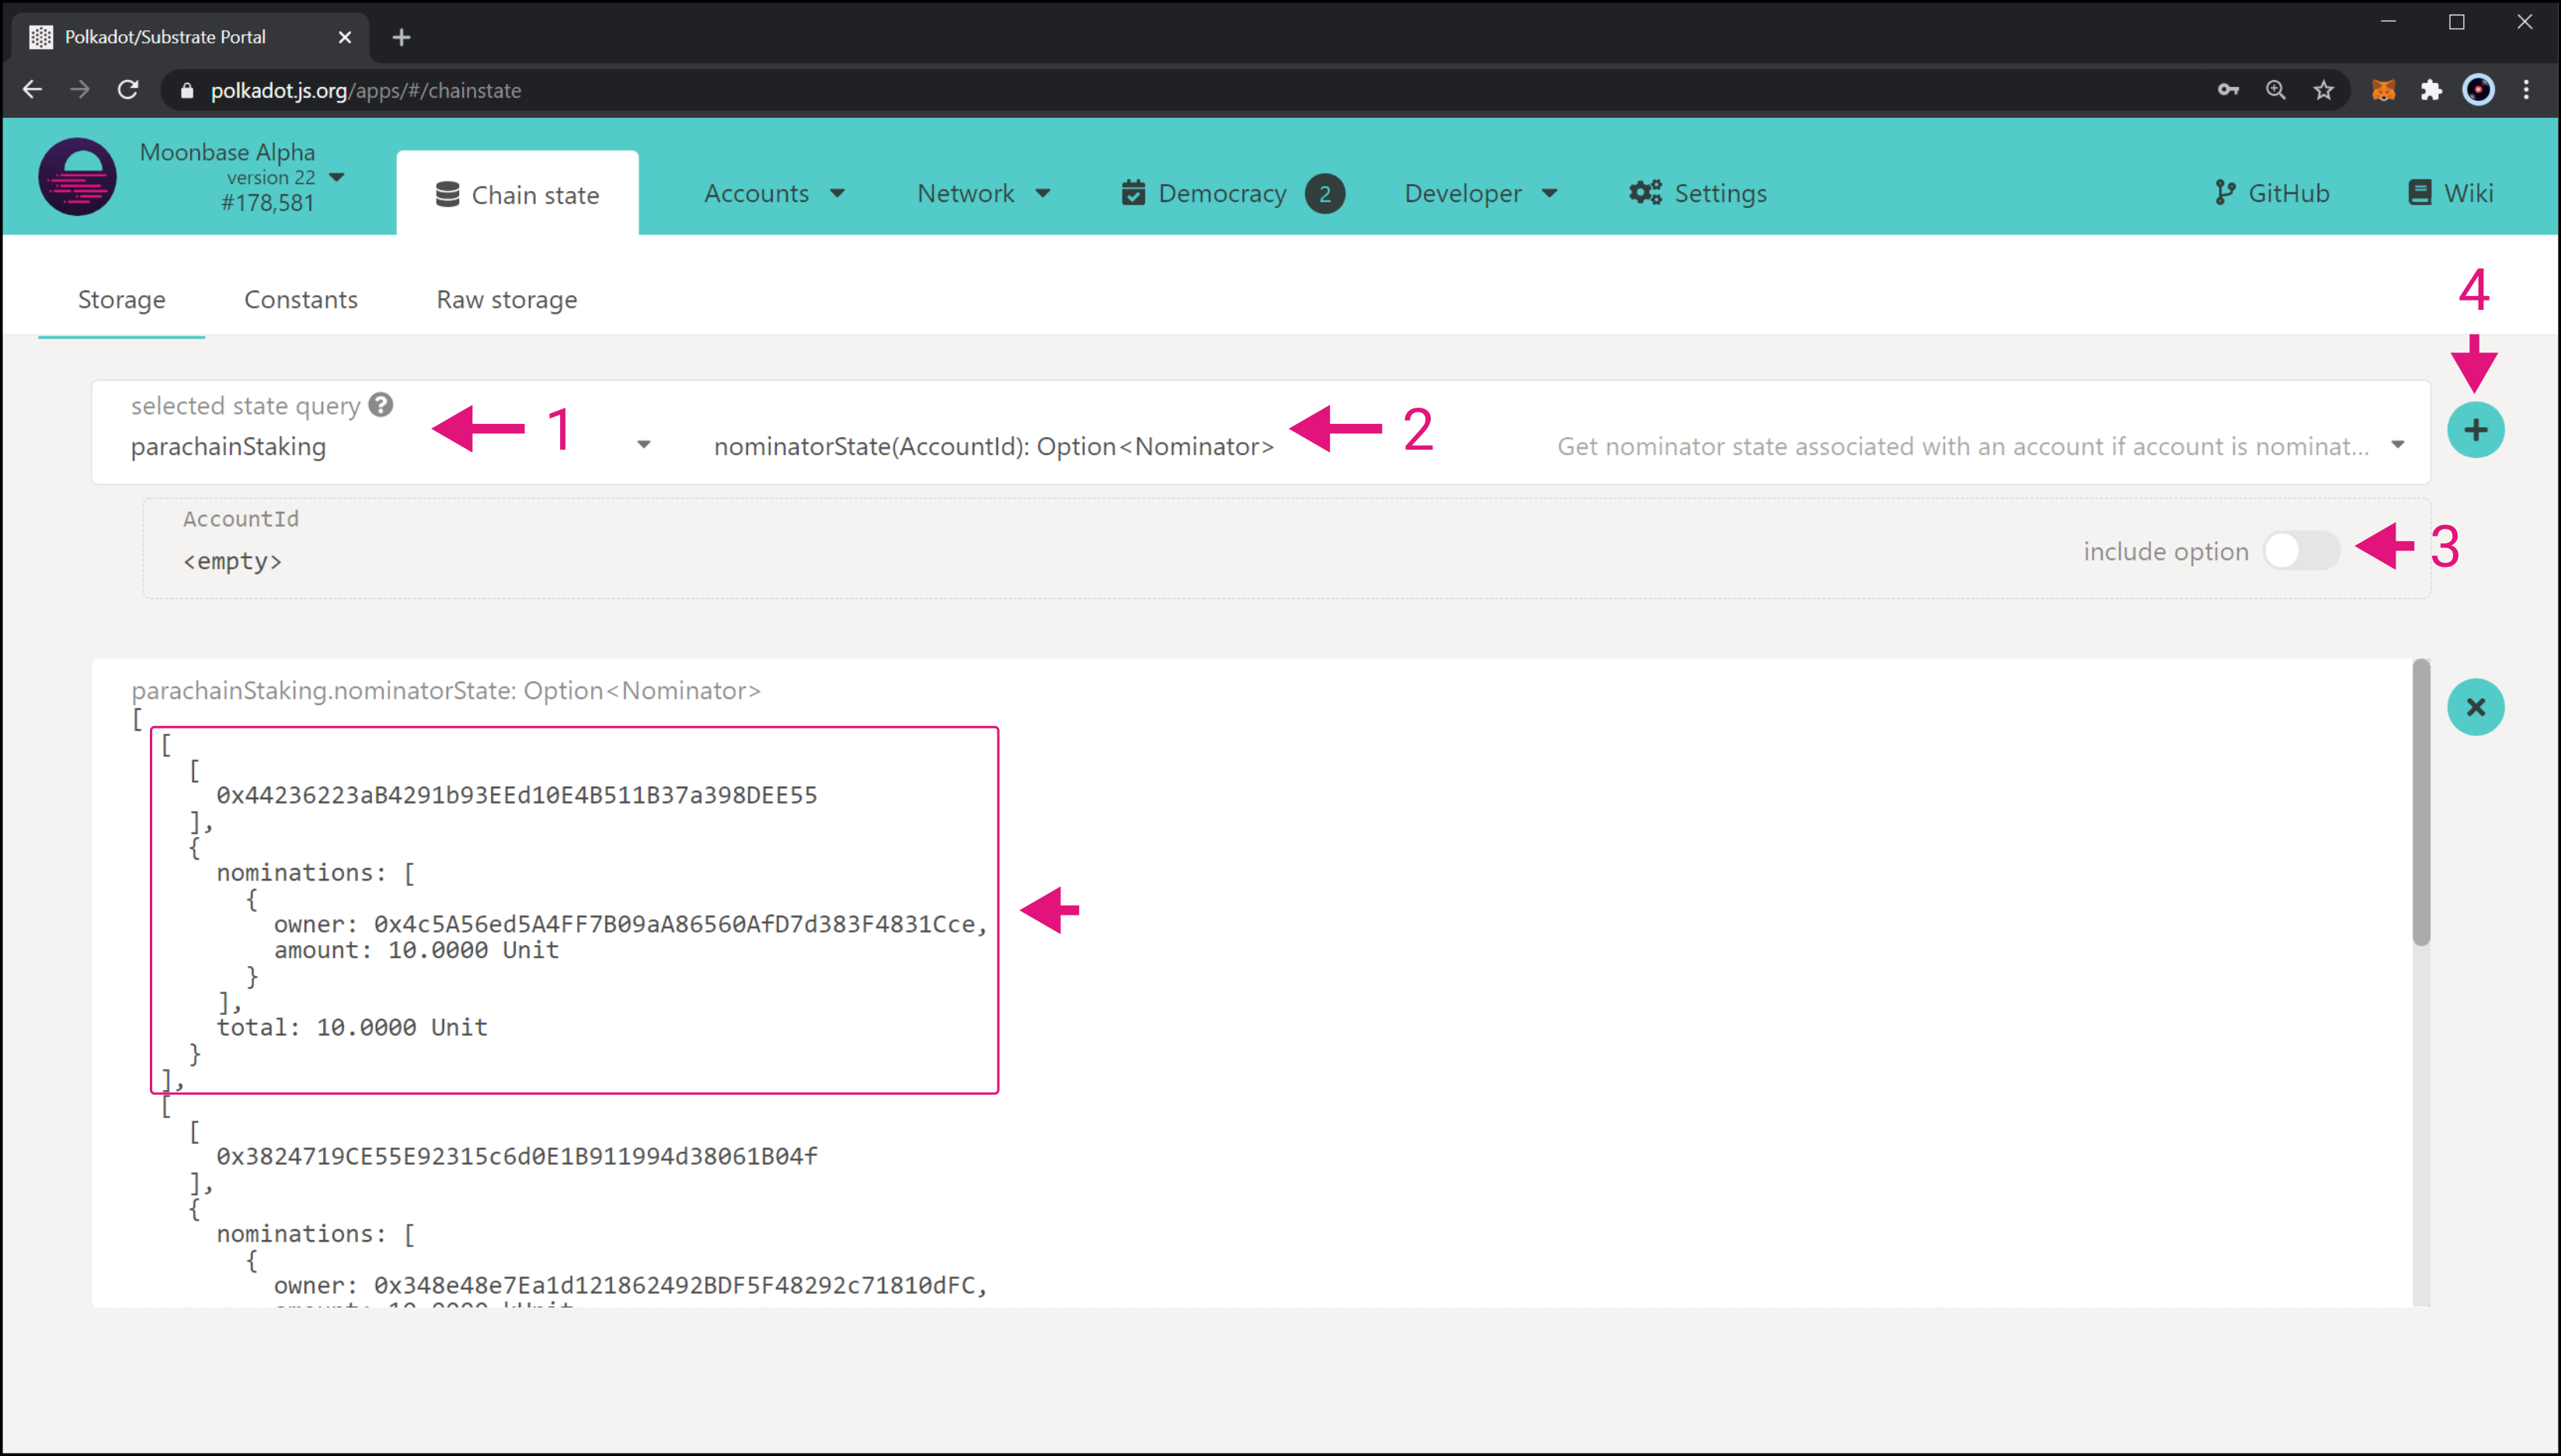 Polkadot/Substrate Portal
polkadot.js.org/apps/#/chainstate
Moonbase Alpha
version 22
#178,581
Chain state
Accounts
Network
Democracy 2
Developer
Settings
GitHub
Wiki
Storage
Constants
Raw storage
4
selected state query
1
2
parachainStaking
nominatorState(AccountId): Option<Nominator>
Get nominator state associated with an account if account is nominat...
AccountId
<empty>
include option
3
parachainStaking.nominatorState: Option<Nominator>
[
[
[
0x44236223aB4291b93EEd10E4B511B37a398DEE55
],
{
nominations: [
{
owner: 0x4c5A56ed5A4FF7B09aA86560AfD7d383F4831Cce,
amount: 10.0000 Unit
}
],
total: 10.0000 Unit
}
],
[
[
0x3824719CE55E92315c6d0E1B911994d38061B04f
],
{
nominations: [
{
owner: 0x348e48e7Ea1d121862492BDF5F48292c71810dFC,